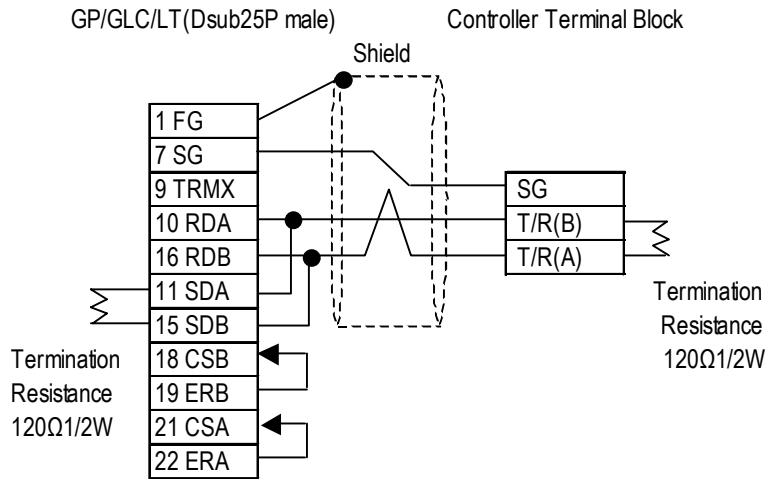 GP/GLC/LT(Dsub25P male)
Controller Terminal Block
Shield
1 FG
7 SG
9 TRMX
10 RDA
16 RDB
11 SDA
15 SDB
18 CSB
19 ERB
21 CSA
22 ERA
Termination
Resistance
120Ω1/2W
SG
T/R(B)
T/R(A)
Termination
Resistance
120Ω1/2W